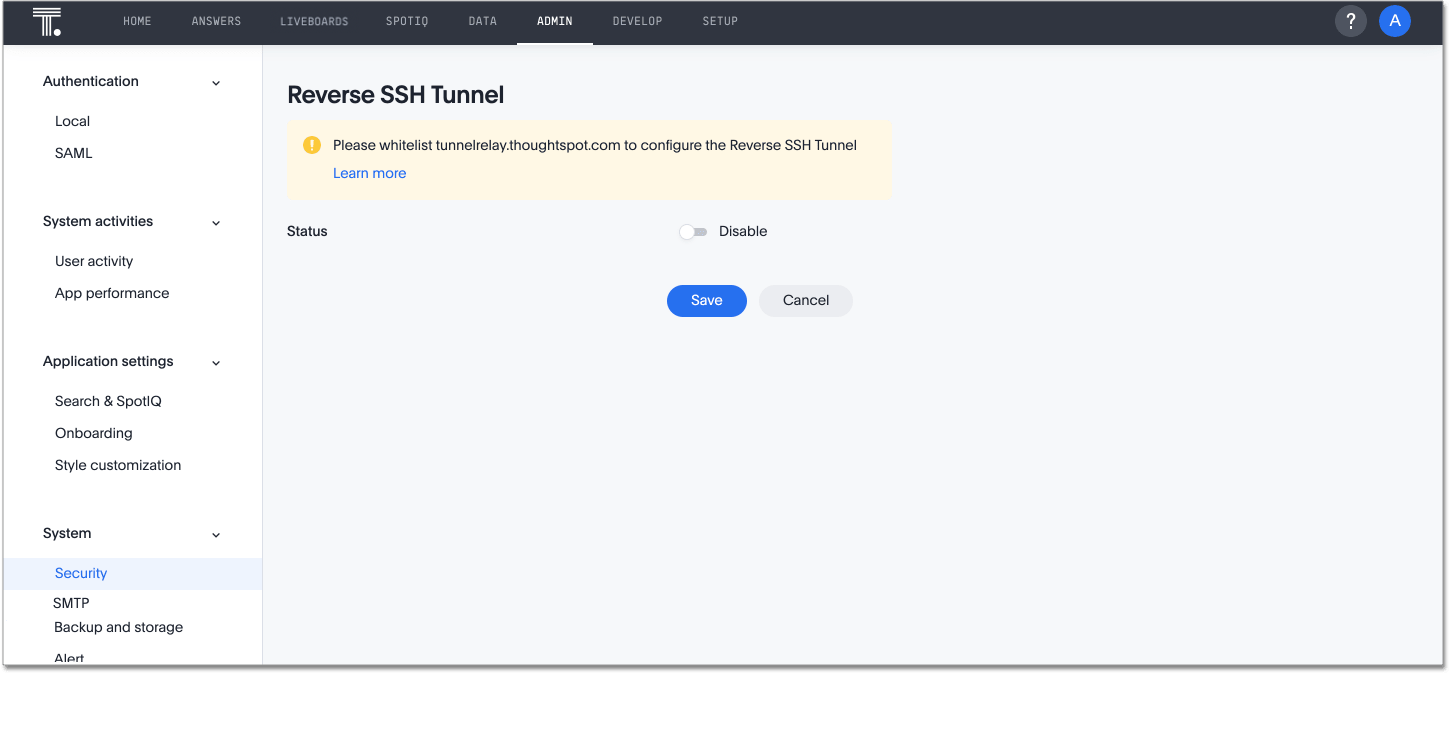 T.
HOME
ANSWERS
LIVEBOARDS
SPOTIQ
DATA
ADMIN
DEVELOP
SETUP
?
A
Authentication
Local
SAML
System activities
User activity
App performance
Application settings
Search & SpotIQ
Onboarding
Style customization
System
Security
SMTP
Backup and storage
Alert
Reverse SSH Tunnel
Please whitelist tunnelrelay.thoughtspot.com to configure the Reverse SSH Tunnel
Learn more
Status
Disable
Save
Cancel